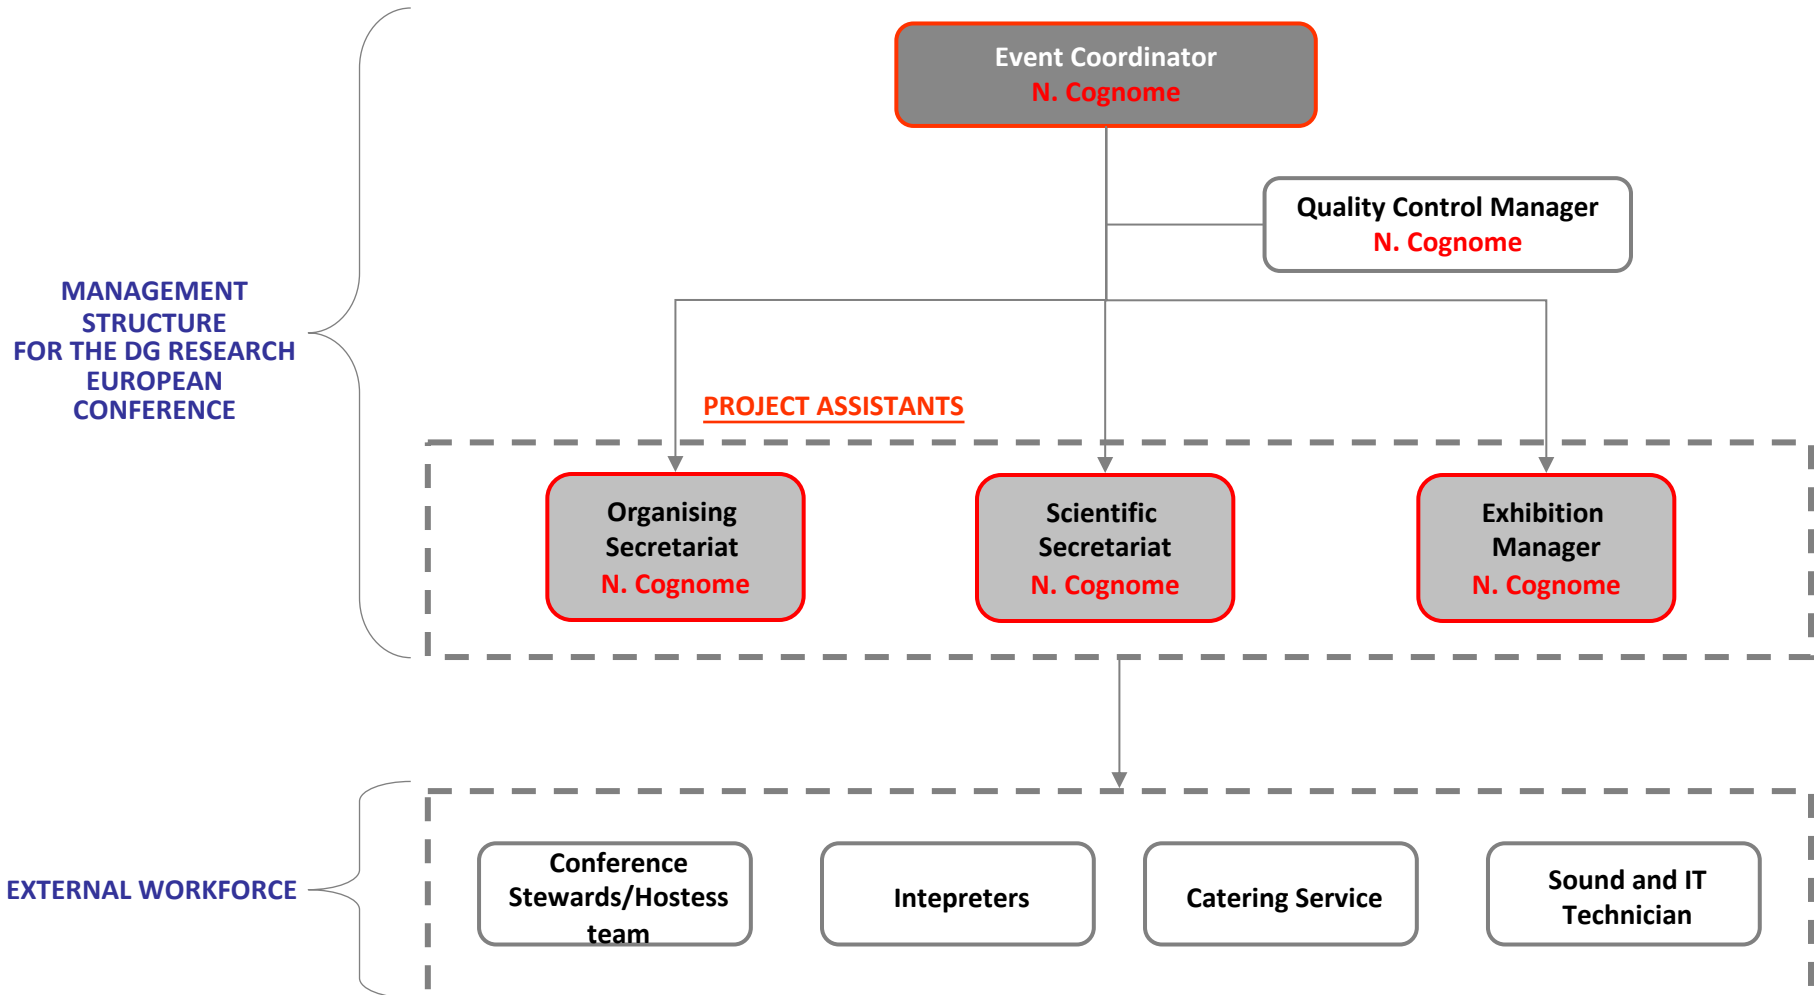 Event Coordinator
N. Cognome
Quality Control Manager
N. Cognome
MANAGEMENT
STRUCTURE
FOR THE DG RESEARCH
EUROPEAN
CONFERENCE
PROJECT ASSISTANTS
Organising
Secretariat
N. Cognome
Scientific
Secretariat
N. Cognome
Exhibition
Manager
N. Cognome
EXTERNAL WORKFORCE
Conference
Stewards/Hostess
team
Intepreters
Catering Service
Sound and IT
Technician